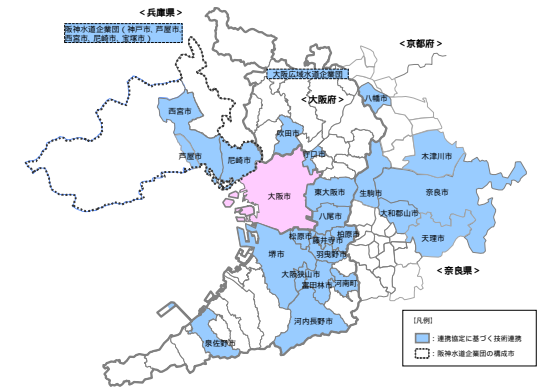 <兵庫県>
阪神水道企業団（神戸市、芦屋市、
西宮市、尼崎市、宝塚市）
<京都府>
大阪広域水道企業団
<大阪府>
八幡市
西宮市
吹田市
芦屋市
尼崎市
守口市
木津川市
大阪市
東大阪市
生駒市
奈良市
八尾市
大和郡山市
松原市
藤井寺市
柏原市
天理市
堺市
羽曳野市
大阪狭山市
富田林市
河南町
<奈良県>
河内長野市
泉佐野市
［凡例］
：連携協定に基づく技術連携
：阪神水道企業団の構成市